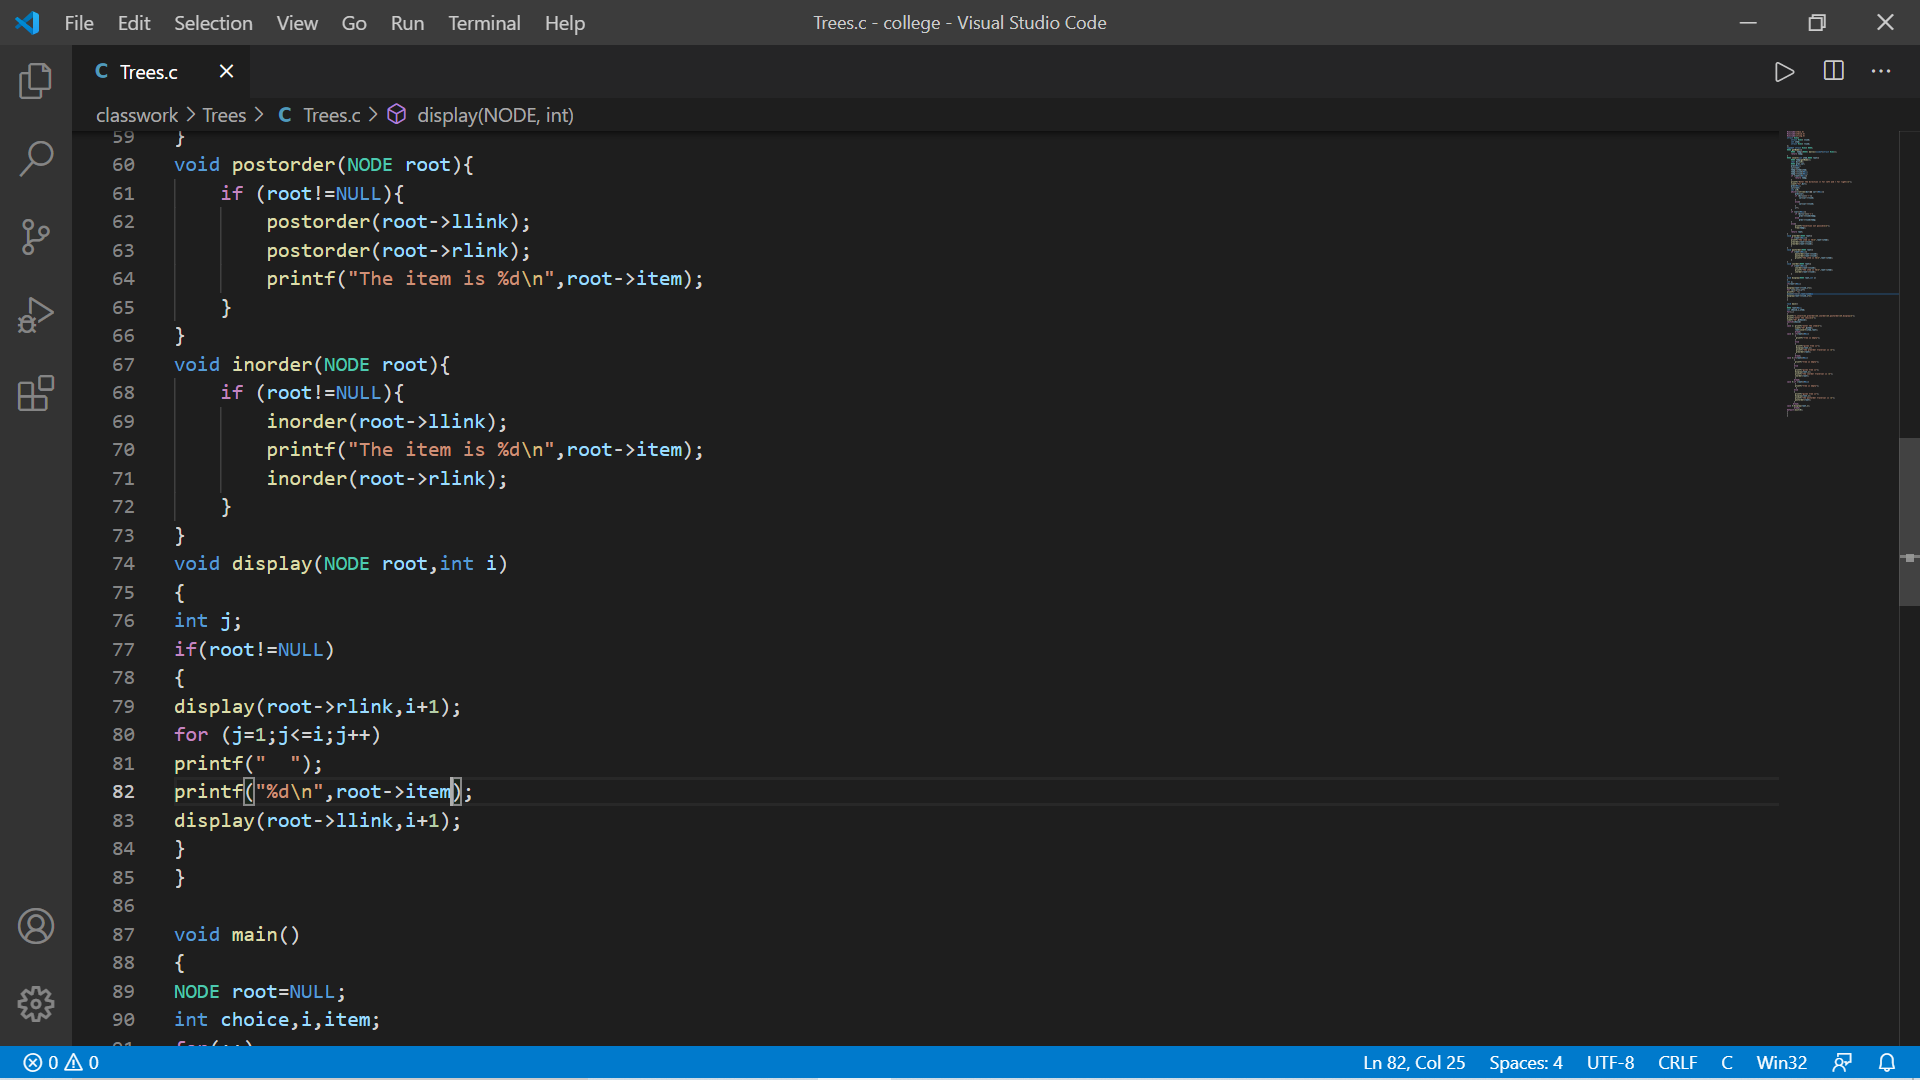 File Edit Selection View Go Run Terminal Help Trees.c - college - Visual Studio Code
C Trees.c
classwork > Trees > C Trees.c > display(NODE, int)
59 }
60 void postorder(NODE root){
61 if (root!=NULL){
62 postorder(root->llink);
63 postorder(root->rlink);
64 printf("The item is %d\n",root->item);
65 }
66 }
67 void inorder(NODE root){
68 if (root!=NULL){
69 inorder(root->llink);
70 printf("The item is %d\n",root->item);
71 inorder(root->rlink);
72 }
73 }
74 void display(NODE root,int i)
75 {
76 int j;
77 if(root!=NULL)
78 {
79 display(root->rlink,i+1);
80 for (j=1;j<=i;j++)
81 printf("  ");
82 printf("%d\n",root->item);
83 display(root->llink,i+1);
84 }
85 }
86
87 void main()
88 {
89 NODE root=NULL;
90 int choice,i,item;
91 for(;;)
0 0 Ln 82, Col 25 Spaces: 4 UTF-8 CRLF C Win32